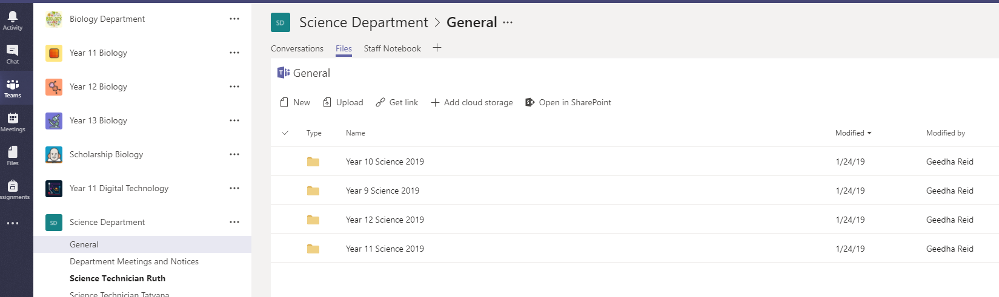 Activity
Chat
Teams
Meetings
Files
ssignments
BIOLOGY
Biology Department
Year 11 Biology
Year 12 Biology
Year 13 Biology
Scholarship Biology
Year 11 Digital Technology
SD
Science Department
General
Department Meetings and Notices
Science Technician Ruth
Science Technician Tatyana
SD Science Department > General
Conversations Files Staff Notebook
General
New Upload Get link Add cloud storage Open in SharePoint
Type Name Modified Modified by
Year 10 Science 2019 1/24/19 Geedha Reid
Year 9 Science 2019 1/24/19 Geedha Reid
Year 12 Science 2019 1/24/19 Geedha Reid
Year 11 Science 2019 1/24/19 Geedha Reid